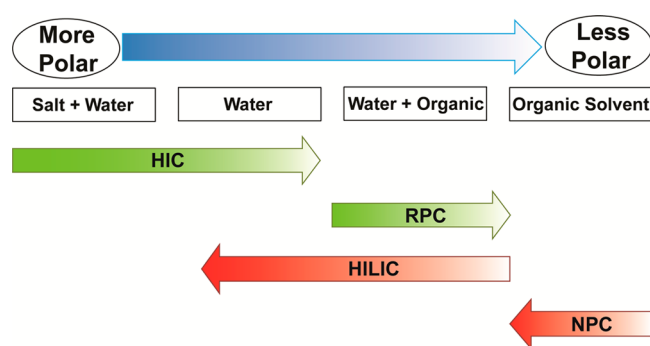 More
Polar
Less
Polar
Salt + Water
Water
Water + Organic
Organic Solvent
HIC
RPC
HILIC
NPC